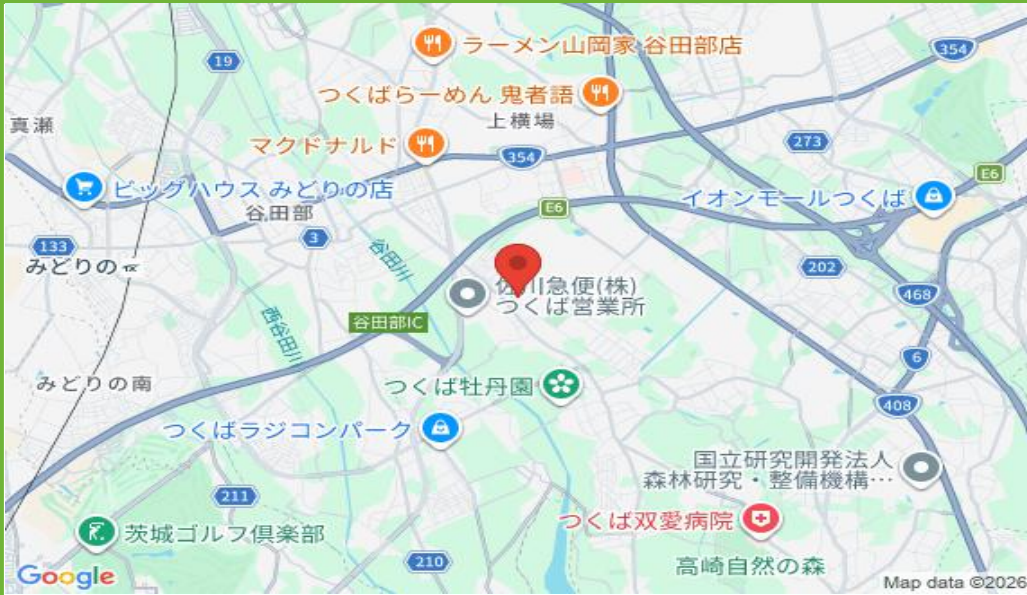 ラーメン山岡家 谷田部店
354
19
つくばらーめん 鬼者語
上横場
真瀬
マクドナルド
354
273
E6
ビッグハウス みどりの店
イオンモールつくば
谷田部
E6
3
133
谷田川
みどりの
202
佐川急便(株)
つくば営業所
468
谷田部IC
西谷田川
6
みどりの南
つくば牡丹園
408
つくばラジコンパーク
国立研究開発法人
森林研究・整備機構…
211
つくば双愛病院
茨城ゴルフ倶楽部
210
高崎自然の森
Google
Map data ©2026